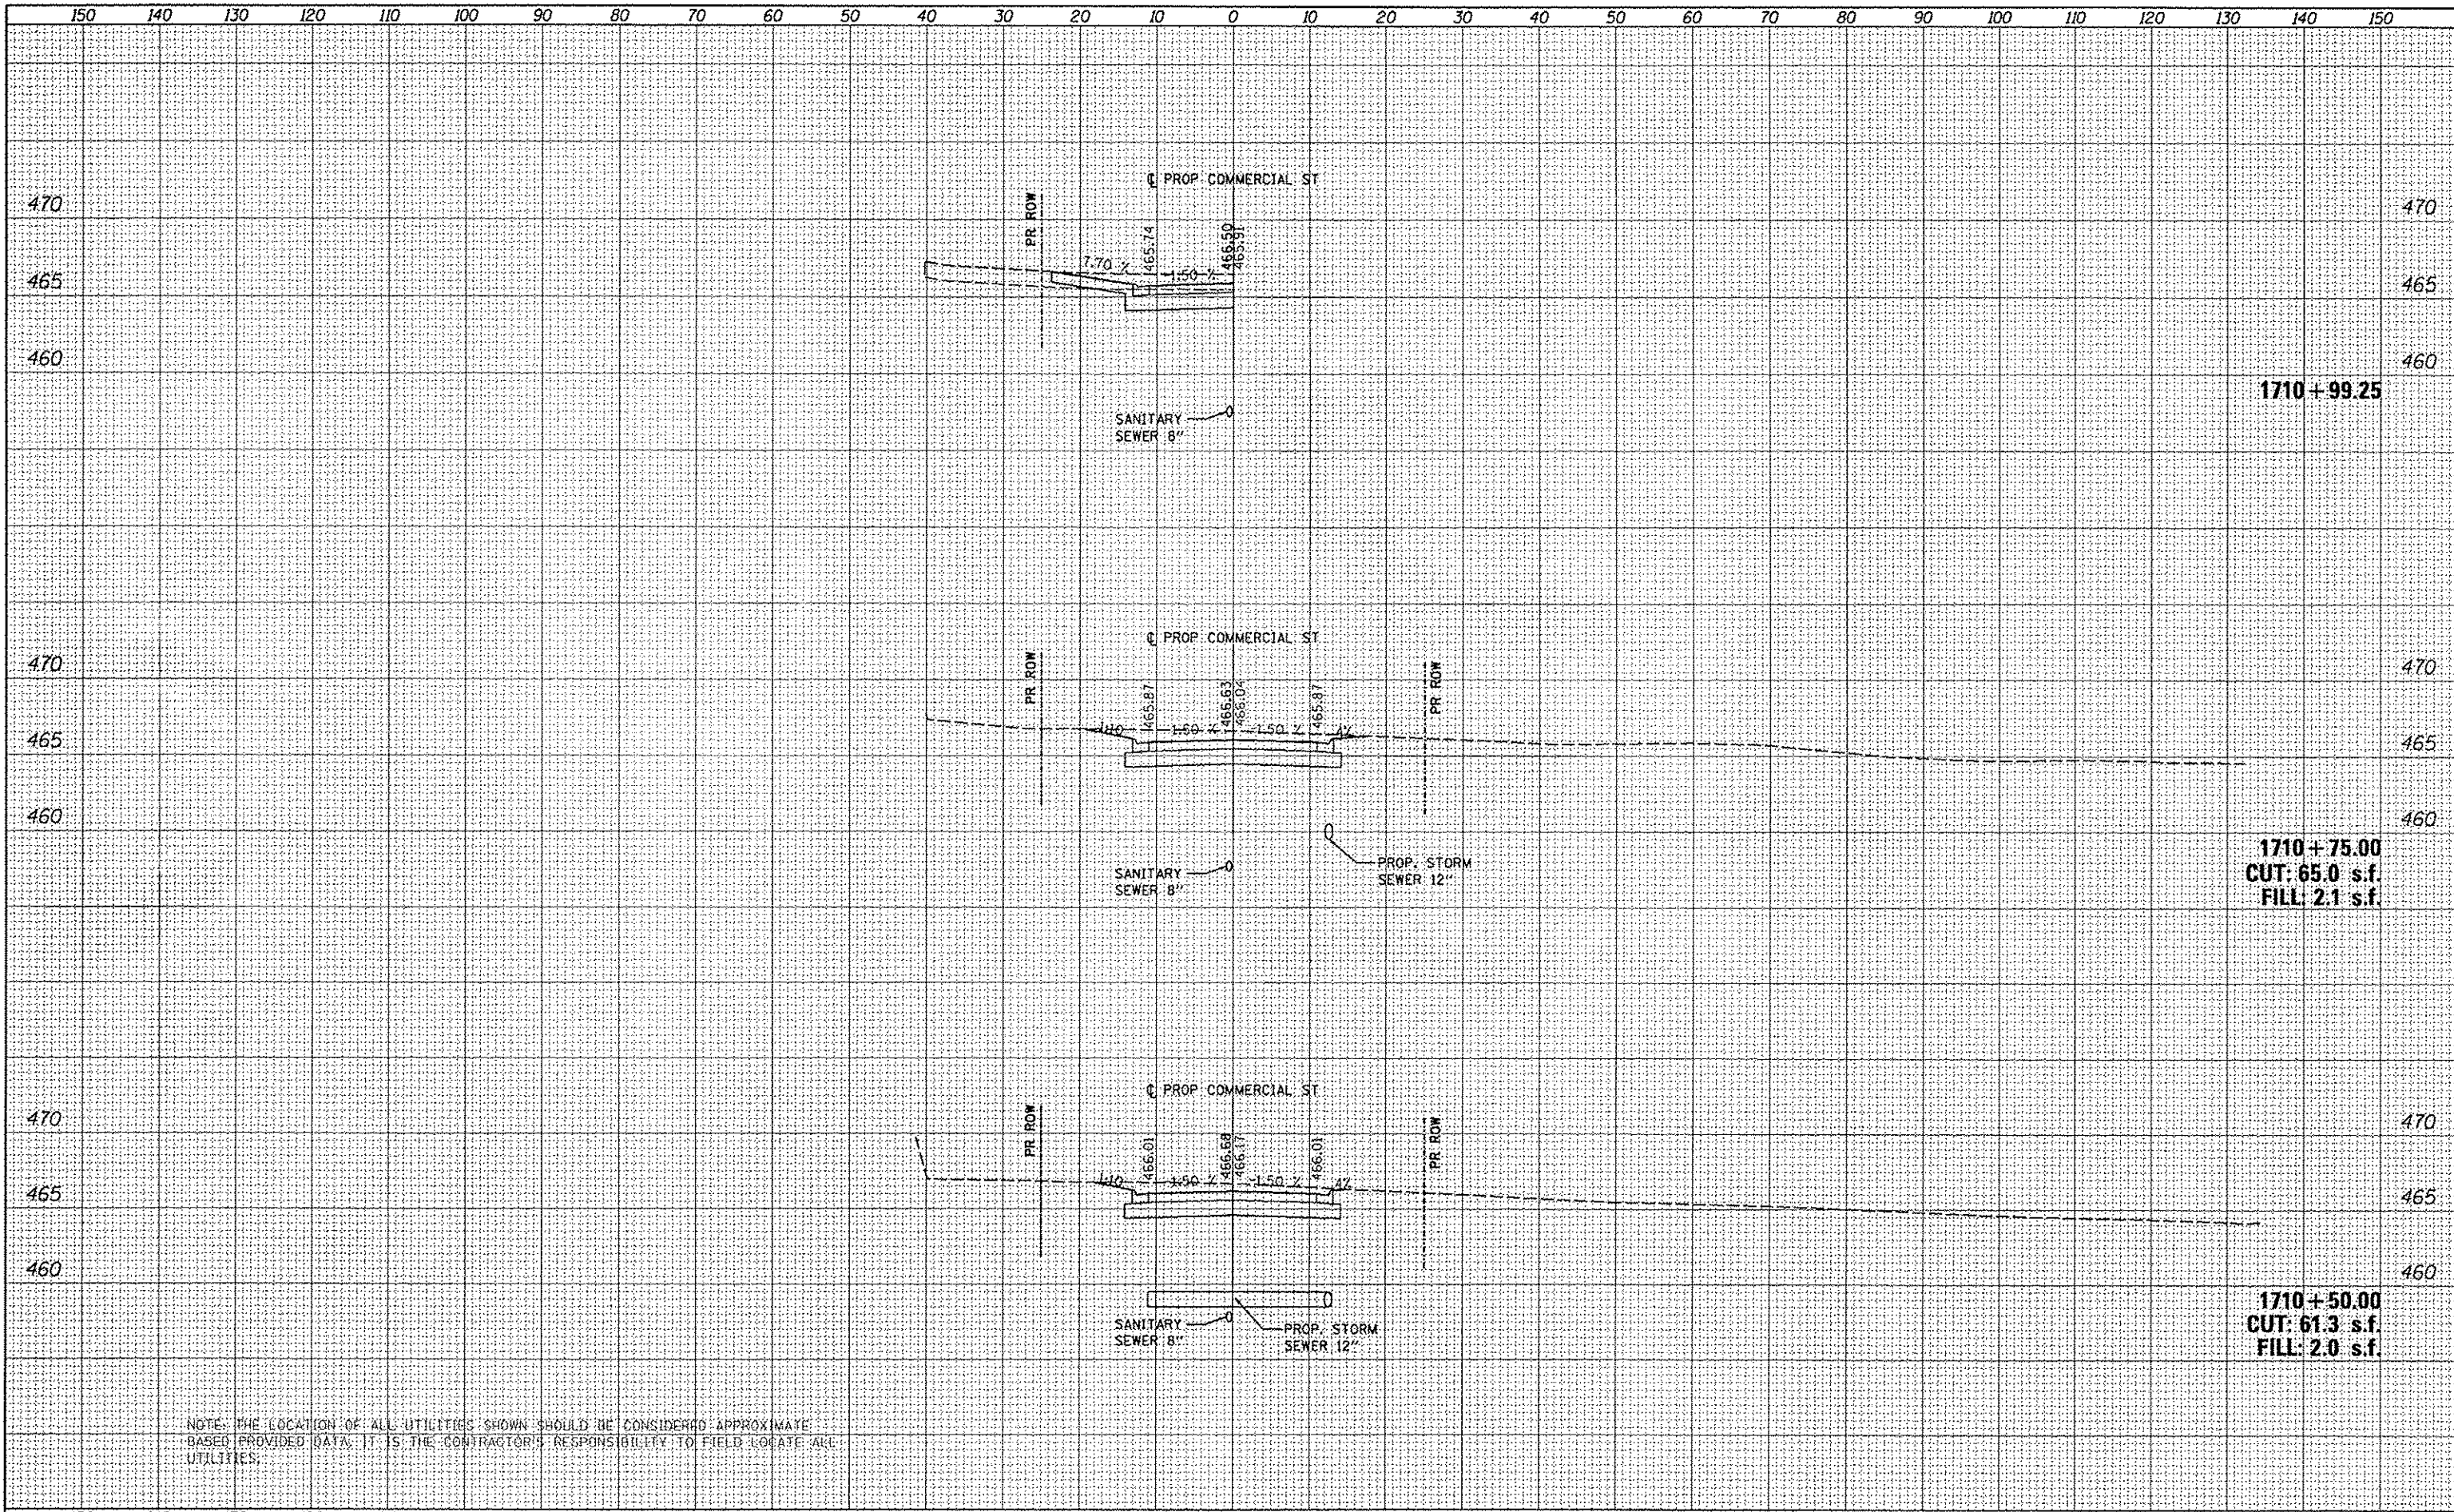 150 140 130 120 110 100 90 80 70 60 50 40 30 20 10 0 10 20 30 40 50 60 70 80 90 100 110 120 130 140 150
℄ PROP COMMERCIAL ST
PR ROW
470 470
465.74
466.50
465.91
7.70 %
-1.50 %
465 465
460 460
1710+99.25
SANITARY
SEWER 8"
℄ PROP COMMERCIAL ST
PR ROW
PR ROW
470 470
465.87
466.63
466.04
465.87
1:10
-1.50 %
-1.50 %
4%
465 465
460 460
PROP. STORM
SEWER 12"
SANITARY
SEWER 8"
1710+75.00
CUT: 65.0 s.f.
FILL: 2.1 s.f.
℄ PROP COMMERCIAL ST
PR ROW
PR ROW
470 470
466.01
466.68
466.17
466.01
1:10
-1.50 %
-1.50 %
4%
465 465
460 460
SANITARY
SEWER 8"
PROP. STORM
SEWER 12"
1710+50.00
CUT: 61.3 s.f.
FILL: 2.0 s.f.
NOTE: THE LOCATION OF ALL UTILITIES SHOWN SHOULD BE CONSIDERED APPROXIMATE
BASED PROVIDED DATA. IT IS THE CONTRACTOR'S RESPONSIBILITY TO FIELD LOCATE ALL
UTILITIES.